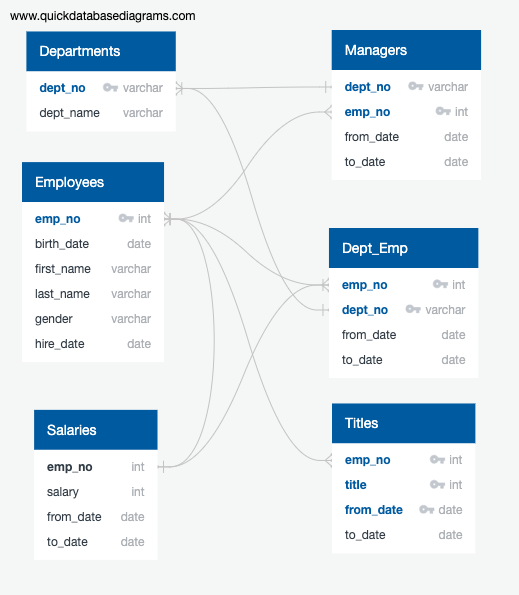 www.quickdatabasediagrams.com
Departments
dept_no varchar
dept_name varchar
Managers
dept_no varchar
emp_no int
from_date date
to_date date
Employees
emp_no int
birth_date date
first_name varchar
last_name varchar
gender varchar
hire_date date
Dept_Emp
emp_no int
dept_no varchar
from_date date
to_date date
Salaries
emp_no int
salary int
from_date date
to_date date
Titles
emp_no int
title int
from_date date
to_date date